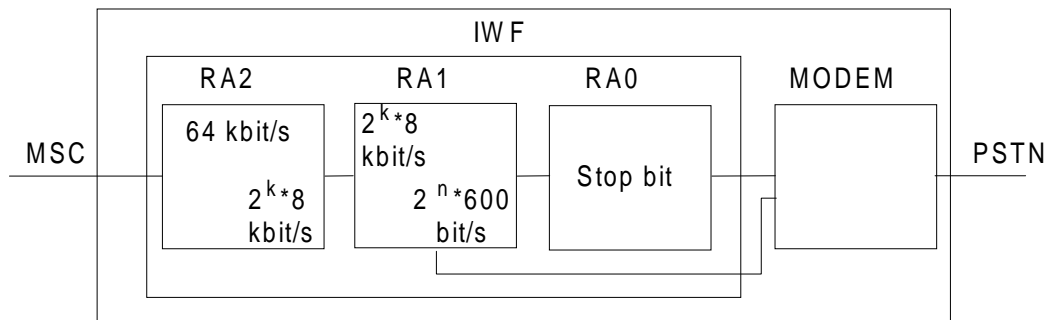 IWF
RA2 RA1 RA0 MODEM
MSC
64 kbit/s
2^k*8
kbit/s
2^k*8
kbit/s
2^n*600
bit/s
Stop bit
PSTN